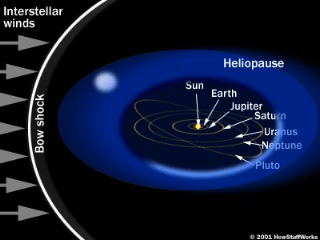 Interstellar
winds
Heliopause
Sun
Earth
Jupiter
Saturn
Uranus
Neptune
Pluto
Bow shock
© 2001 HowStuffWorks